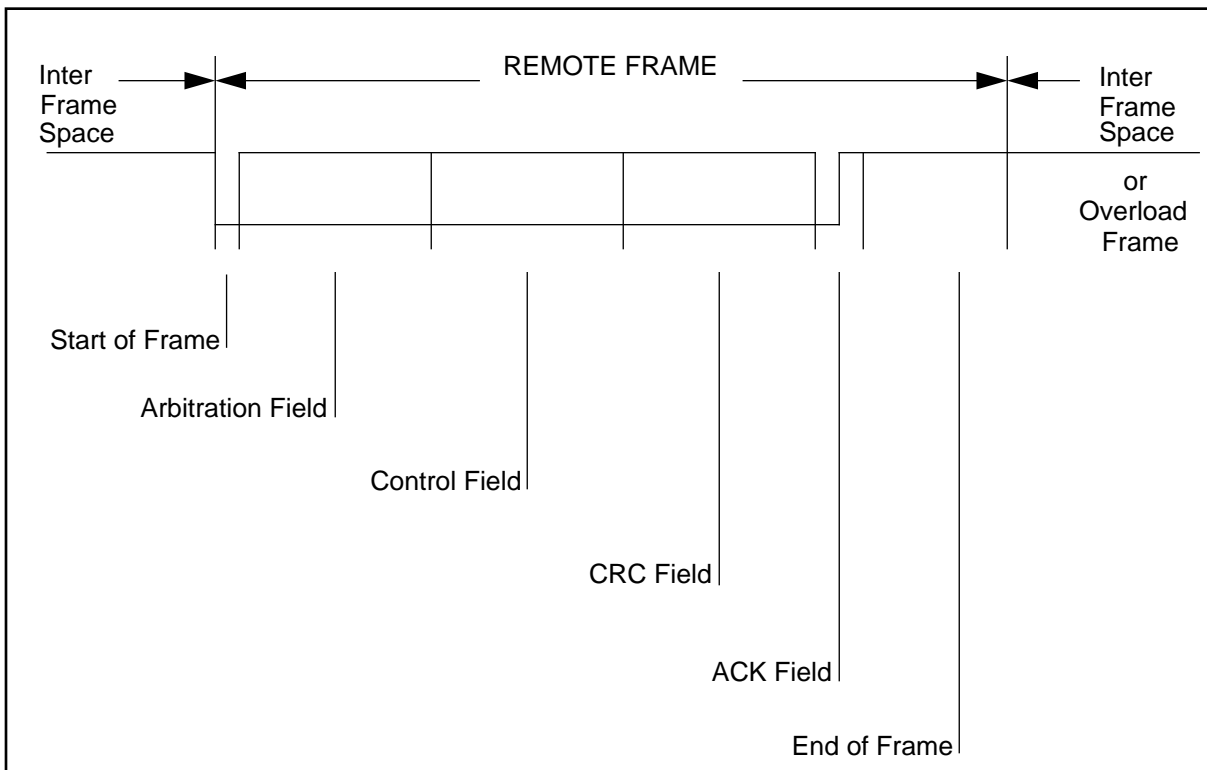 REMOTE FRAME
Inter
Frame
Space
Inter
Frame
Space
or
Overload
Frame
Start of Frame
Arbitration Field
Control Field
CRC Field
ACK Field
End of Frame